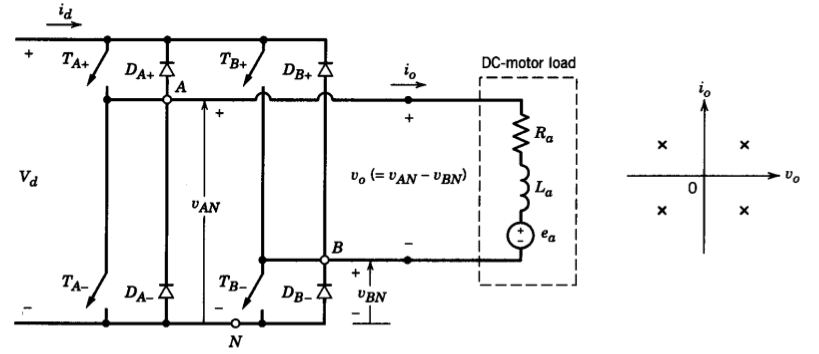 i_d
+
T_{A+}
D_{A+}
T_{B+}
D_{B+}
A
+
i_o
+
DC-motor load
R_a
L_a
+
−
e_a
V_d
v_{AN}
v_o (= v_{AN} − v_{BN})
−
B
T_{A−}
D_{A−}
T_{B−}
D_{B−}
+
v_{BN}
−
−
−
N
i_o
× ×
0
v_o
× ×